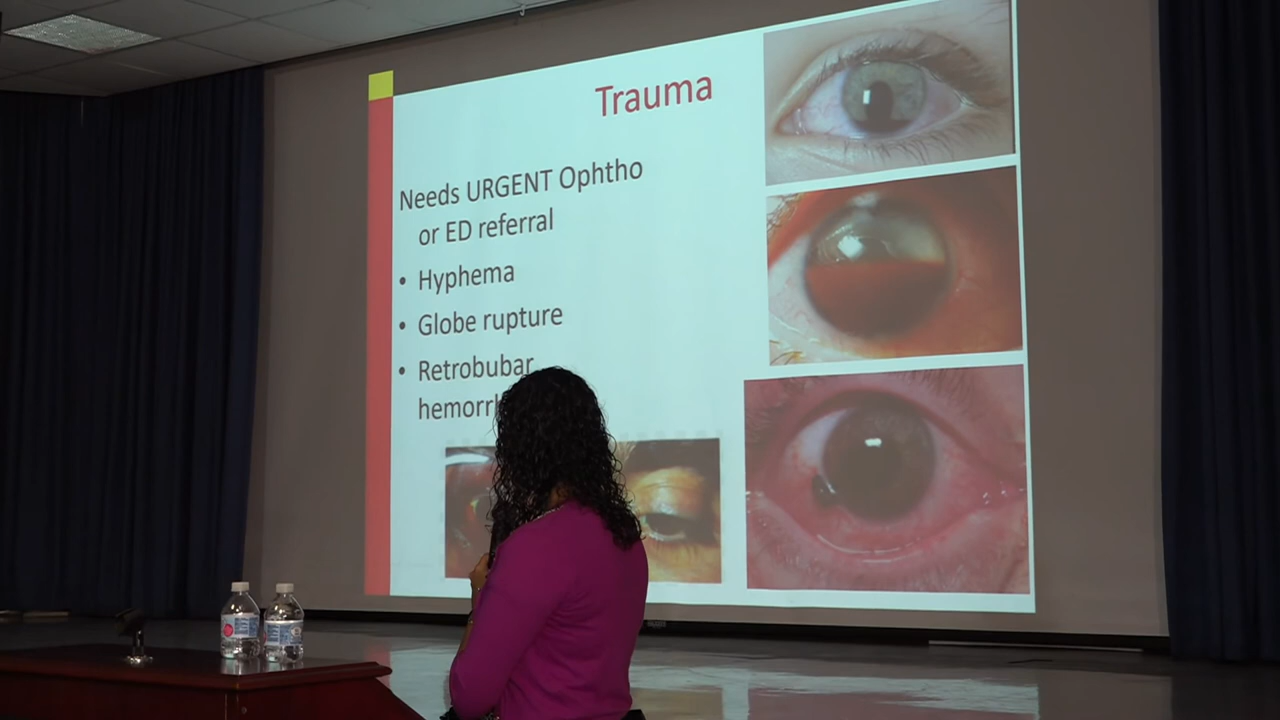 Trauma
Needs URGENT Ophtho
or ED referral
• Hyphema
• Globe rupture
• Retrobubar